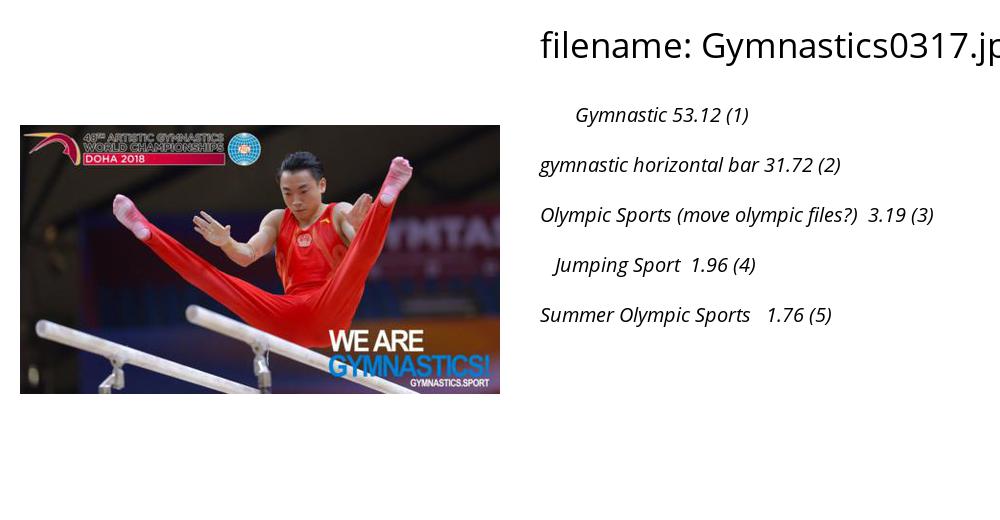 filename: Gymnastics0317.jp
Gymnastic 53.12 (1)
gymnastic horizontal bar 31.72 (2)
Olympic Sports (move olympic files?) 3.19 (3)
Jumping Sport 1.96 (4)
Summer Olympic Sports 1.76 (5)
48TH ARTISTIC GYMNASTICS
WORLD CHAMPIONSHIPS
DOHA 2018
WE ARE
GYMNASTICS!
GYMNASTICS.SPORT